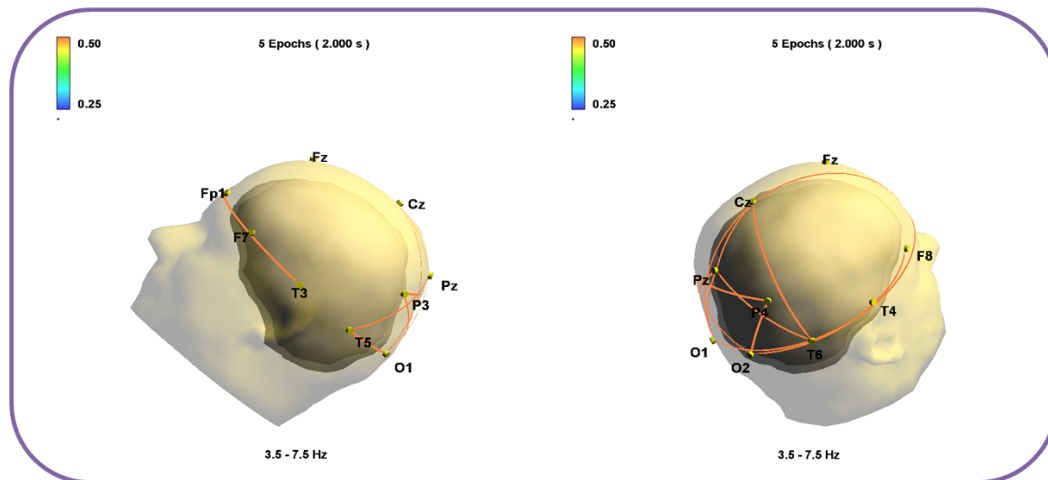 0.50
0.25
5 Epochs ( 2.000 s )
Fz
Fp1
Cz
F7
Pz
T3
P3
T5
O1
3.5 - 7.5 Hz
0.50
0.25
5 Epochs ( 2.000 s )
Fz
Cz
F8
Pz
P4
T4
O1
T6
O2
3.5 - 7.5 Hz